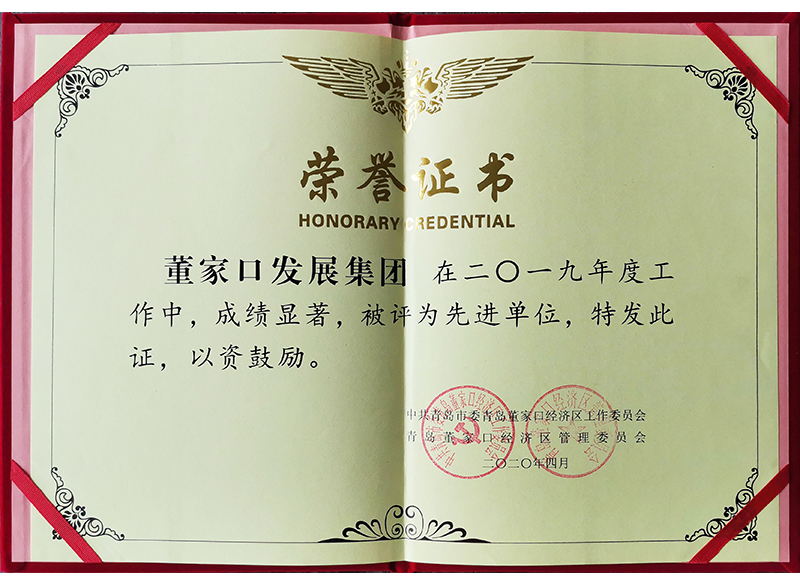 荣誉证书
HONORARY CREDENTIAL
董家口发展集团 在二〇一九年度工
作中，成绩显著，被评为先进单位，特发此
证，以资鼓励。
中共青岛市委青岛董家口经济区工作委员会
青岛董家口经济区管理委员会
二〇二〇年四月